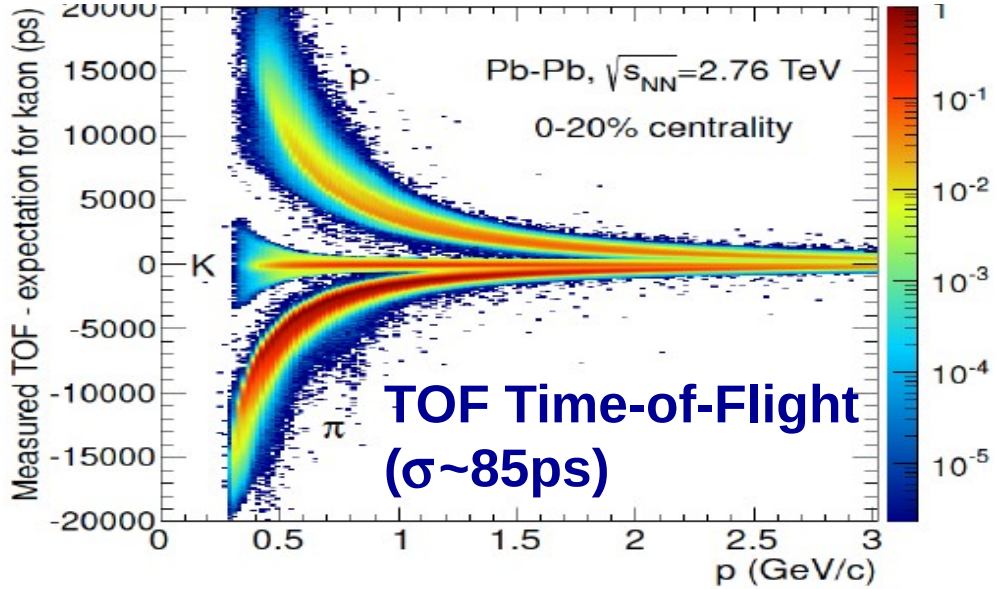 Measured TOF - expectation for kaon (ps)
20000
15000
10000
5000
0
-5000
-10000
-15000
-20000
p
K
π
Pb-Pb, √sNN=2.76 TeV
0-20% centrality
TOF Time-of-Flight
(σ~85ps)
0 0.5 1 1.5 2 2.5 3
p (GeV/c)
1
10-1
10-2
10-3
10-4
10-5